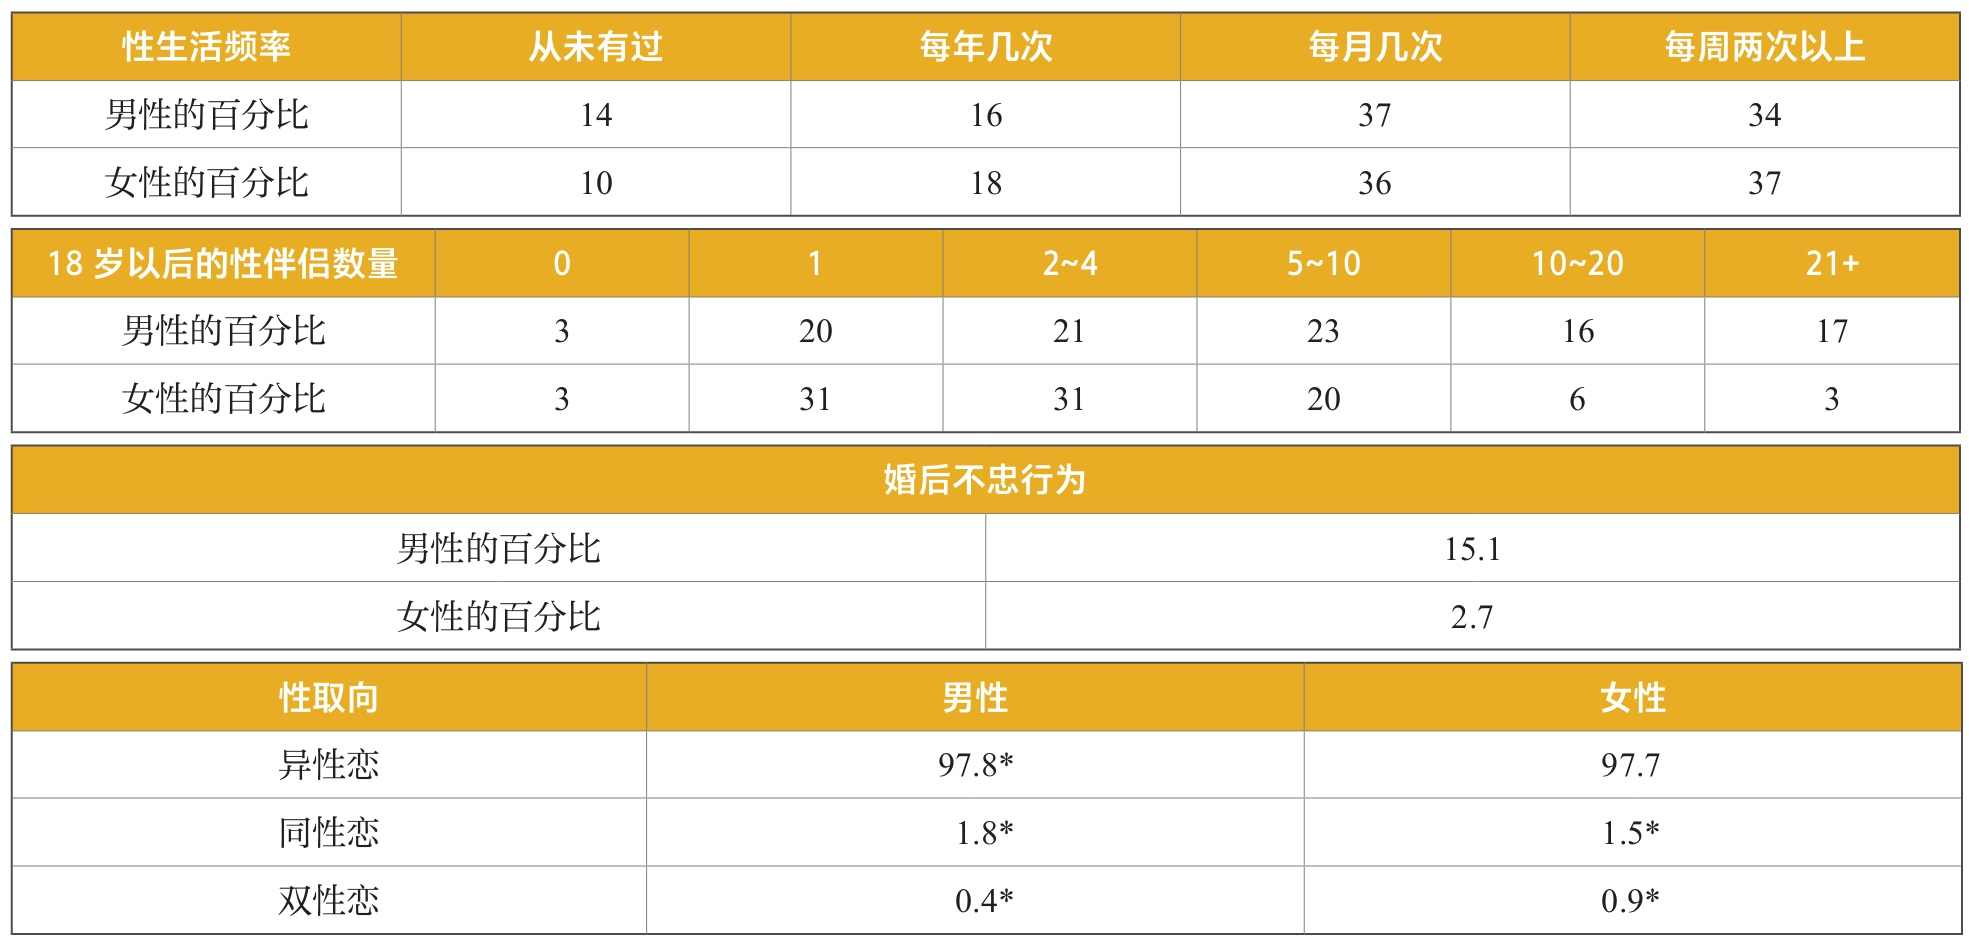 性生活频率 从未有过 每年几次 每月几次 每周两次以上
男性的百分比 14 16 37 34
女性的百分比 10 18 36 37
18 岁以后的性伴侣数量 0 1 2~4 5~10 10~20 21+
男性的百分比 3 20 21 23 16 17
女性的百分比 3 31 31 20 6 3
婚后不忠行为
男性的百分比 15.1
女性的百分比 2.7
性取向 男性 女性
异性恋 97.8* 97.7
同性恋 1.8* 1.5*
双性恋 0.4* 0.9*